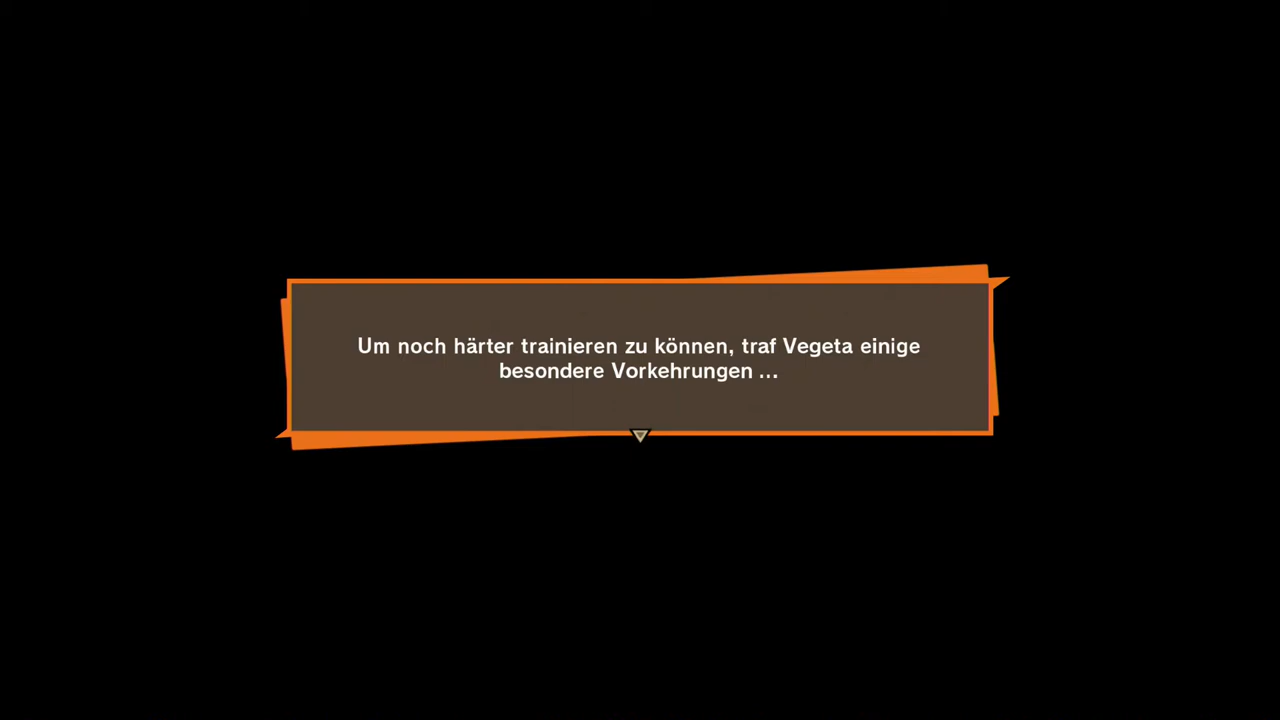 Um noch härter trainieren zu können, traf Vegeta einige
besondere Vorkehrungen ...